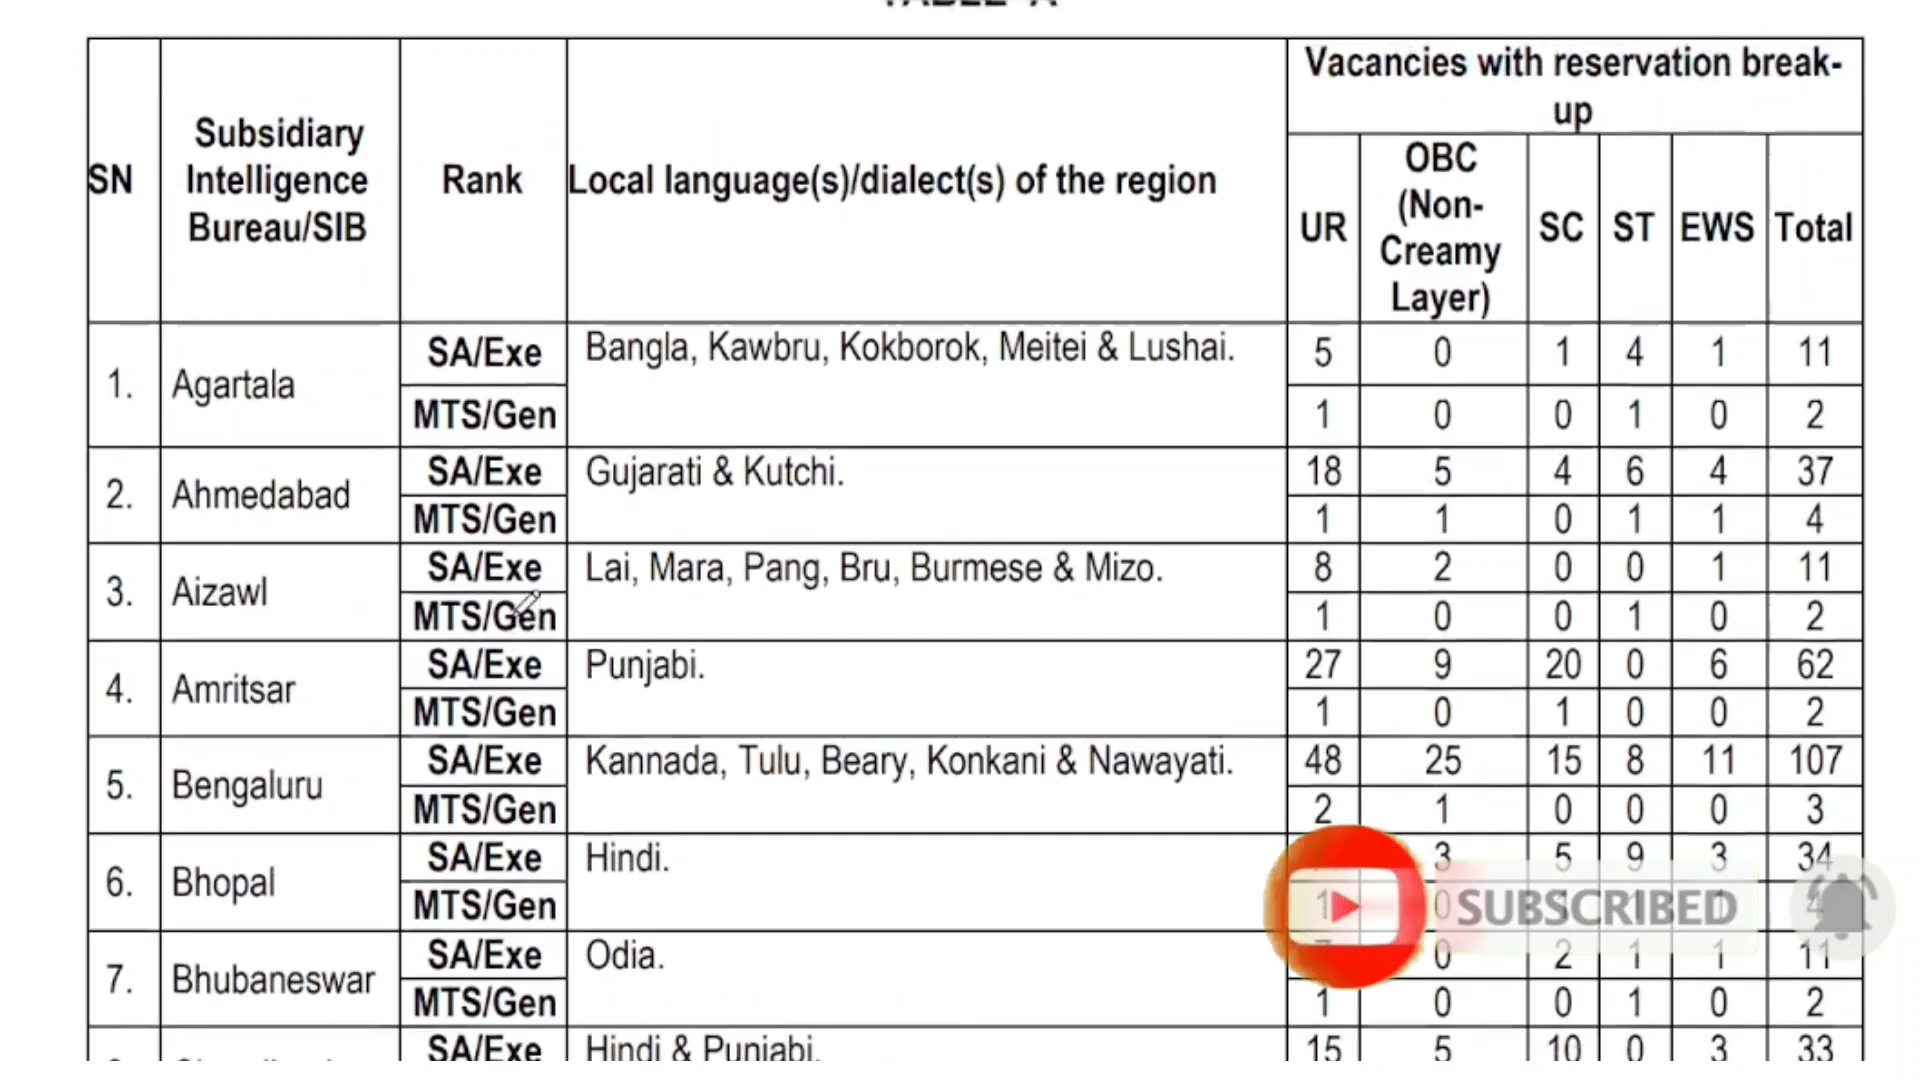 Vacancies with reservation break-
up
SN
Subsidiary
Intelligence
Bureau/SIB
Rank
Local language(s)/dialect(s) of the region
UR
OBC
(Non-
Creamy
Layer)
SC
ST
EWS
Total
1. Agartala SA/Exe Bangla, Kawbru, Kokborok, Meitei & Lushai. 5 0 1 4 1 11
MTS/Gen 1 0 0 1 0 2
2. Ahmedabad SA/Exe Gujarati & Kutchi. 18 5 4 6 4 37
MTS/Gen 1 1 0 1 1 4
3. Aizawl SA/Exe Lai, Mara, Pang, Bru, Burmese & Mizo. 8 2 0 0 1 11
MTS/Gen 1 0 0 1 0 2
4. Amritsar SA/Exe Punjabi. 27 9 20 0 6 62
MTS/Gen 1 0 1 0 0 2
5. Bengaluru SA/Exe Kannada, Tulu, Beary, Konkani & Nawayati. 48 25 15 8 11 107
MTS/Gen 2 1 0 0 0 3
6. Bhopal SA/Exe Hindi. 3 5 9 3 34
MTS/Gen 1 0 1 1 4
SUBSCRIBED
7. Bhubaneswar SA/Exe Odia. 7 0 2 1 1 11
MTS/Gen 1 0 0 1 0 2
SA/Exe Hindi & Punjabi. 15 5 10 0 3 33